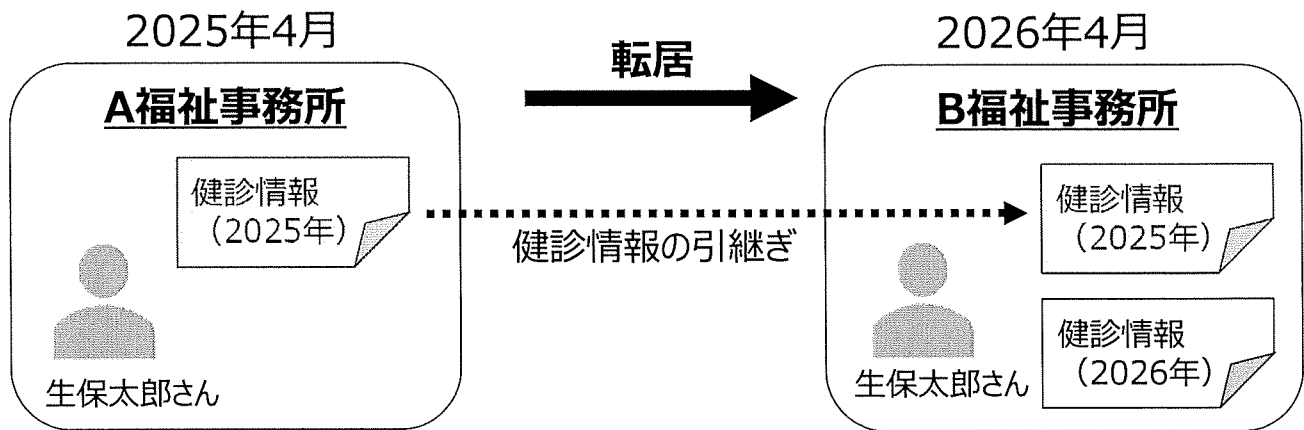 2025年4月
A福祉事務所
健診情報
（2025年）
生保太郎さん
転居
健診情報の引継ぎ
2026年4月
B福祉事務所
健診情報
（2025年）
健診情報
（2026年）
生保太郎さん